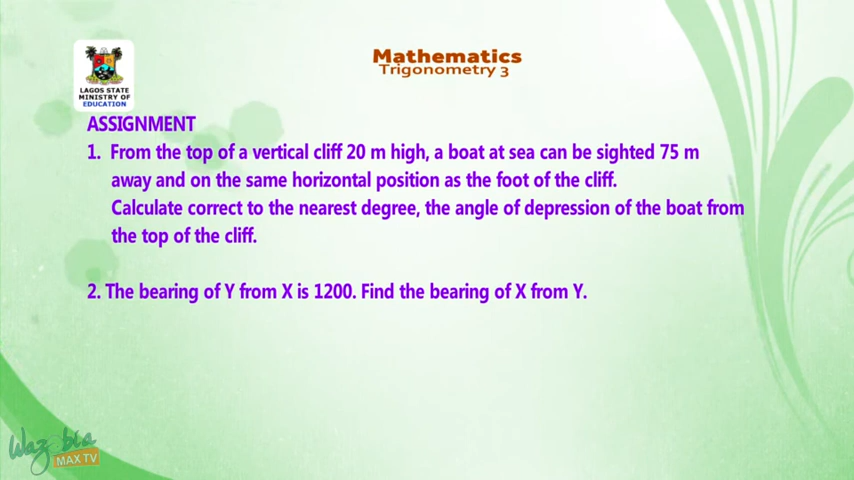 LAGOS STATE
MINISTRY OF
EDUCATION
Mathematics
Trigonometry 3
ASSIGNMENT
1. From the top of a vertical cliff 20 m high, a boat at sea can be sighted 75 m
away and on the same horizontal position as the foot of the cliff.
Calculate correct to the nearest degree, the angle of depression of the boat from
the top of the cliff.
2. The bearing of Y from X is 1200. Find the bearing of X from Y.
Wazobia
MAX TV